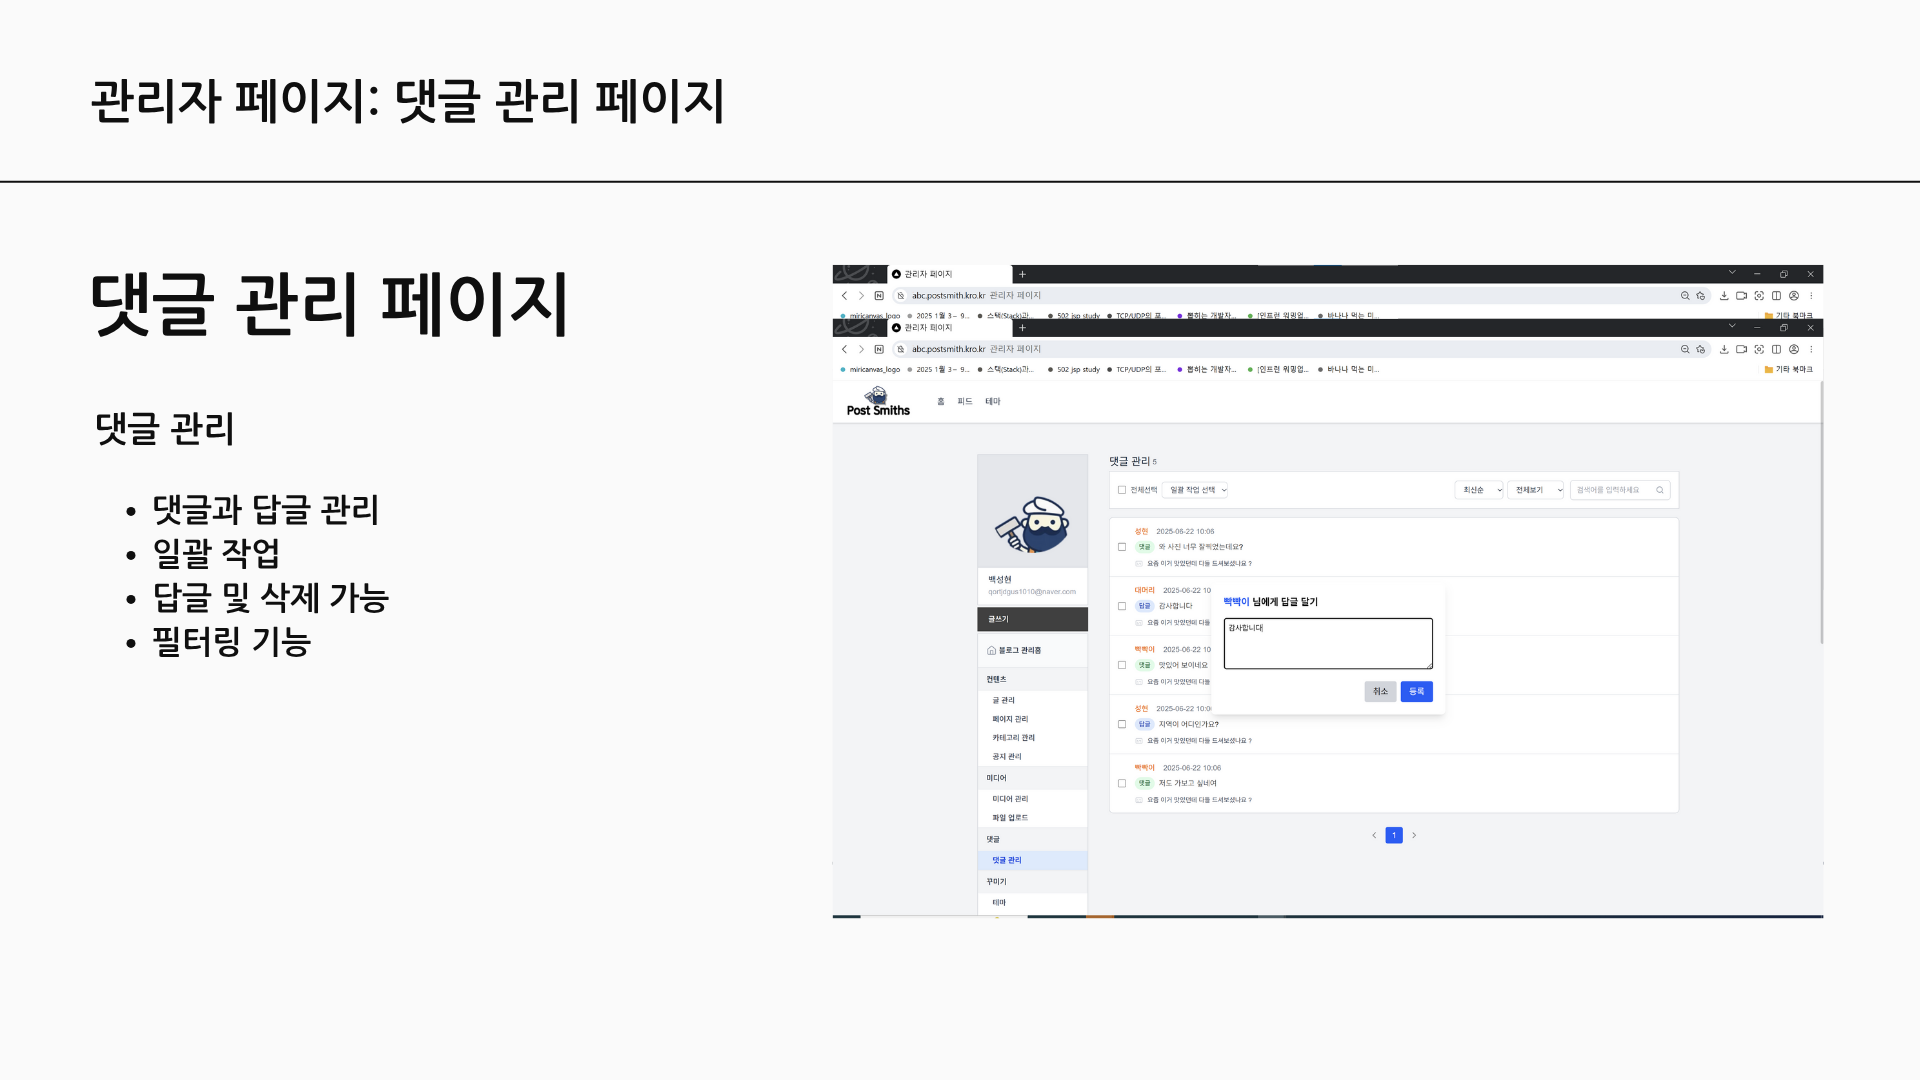 관리자 페이지: 댓글 관리 페이지
댓글 관리 페이지
댓글 관리
• 댓글과 답글 관리
• 일괄 작업
• 답글 및 삭제 가능
• 필터링 기능
관리자 페이지
abc.postsmith.kro.kr 관리자 페이지
miricanvas_logo 2025 1월 3~ 9... 스택(Stack)과... 502 jsp study TCP/UDP의 포... 뽑히는 개발자... [인프런 워밍업... 바나나 먹는 미... 기타 북마크
관리자 페이지
abc.postsmith.kro.kr 관리자 페이지
miricanvas_logo 2025 1월 3~ 9... 스택(Stack)과... 502 jsp study TCP/UDP의 포... 뽑히는 개발자... [인프런 워밍업... 바나나 먹는 미... 기타 북마크
Post Smiths 홈 피드 테마
백성현
@naver.com
글쓰기
블로그 관리홈
컨텐츠
글 관리
페이지 관리
카테고리 관리
공지 관리
미디어
미디어 관리
파일 업로드
댓글
댓글 관리
꾸미기
테마
댓글 관리 5
전체선택 일괄 작업 선택 최신순 전체보기 검색어를 입력하세요
성현 2025-06-22 10:06
댓글 와 사진 너무 잘찍었는데요?
요즘 이거 맛있던데 다들 드셔보셨나요 ?
대머리 2025-06-22 10
답글 감사합니다
요즘 이거 맛있던데 다들
빡빡이 2025-06-22 10
댓글 맛있어 보이네요
요즘 이거 맛있던데 다들
성현 2025-06-22 10:0
답글 지역이 어디인가요?
요즘 이거 맛있던데 다들 드셔보셨나요 ?
빡빡이 2025-06-22 10:06
댓글 저도 가보고 싶네여
요즘 이거 맛있던데 다들 드셔보셨나요 ?
빡빡이 님에게 답글 달기
감사합니대
취소 등록
1